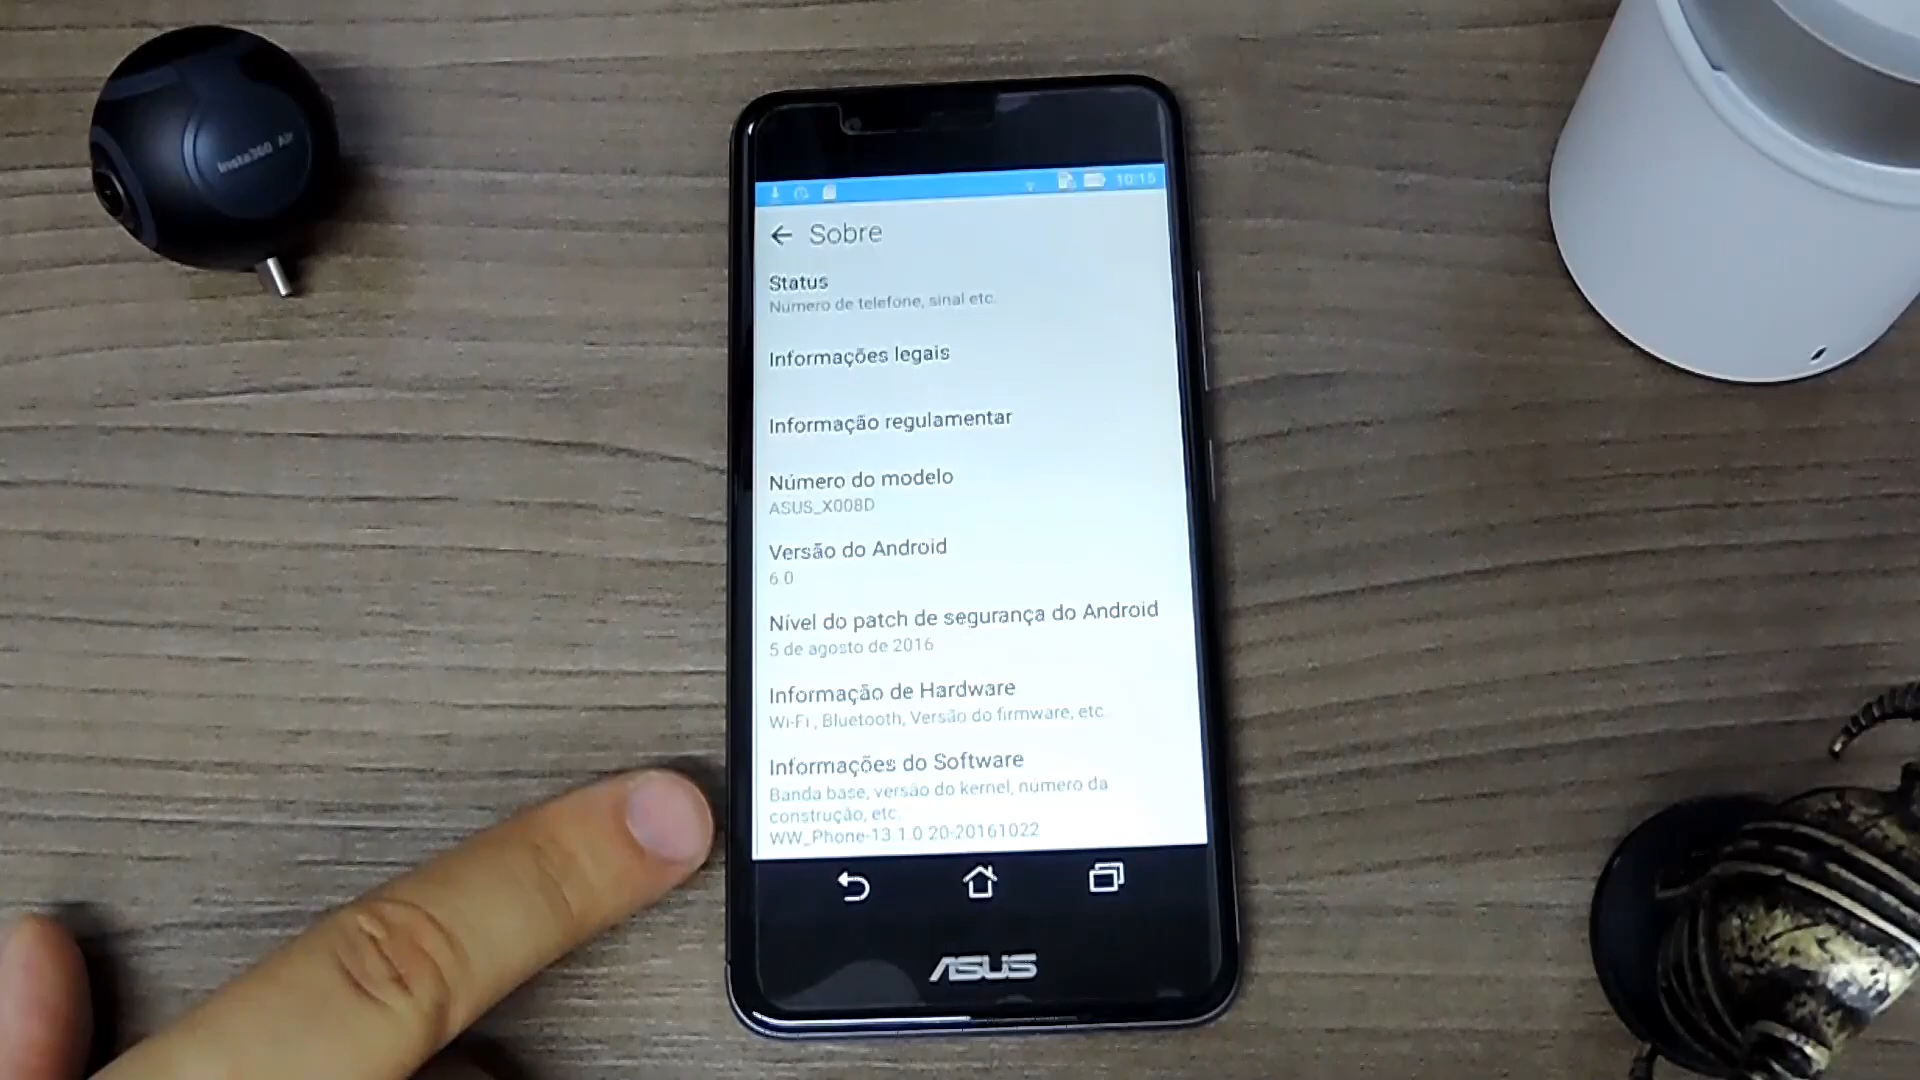 Insta360 Air
10:15
Sobre
Status
Número de telefone, sinal etc.
Informações legais
Informação regulamentar
Número do modelo
ASUS_X008D
Versão do Android
6.0
Nível do patch de segurança do Android
5 de agosto de 2016
Informação de Hardware
Wi-Fi , Bluetooth, Versão do firmware, etc.
Informações do Software
Banda base, versão do kernel, número da
construção, etc.
WW_Phone-13.1.0.20-20161022
ASUS